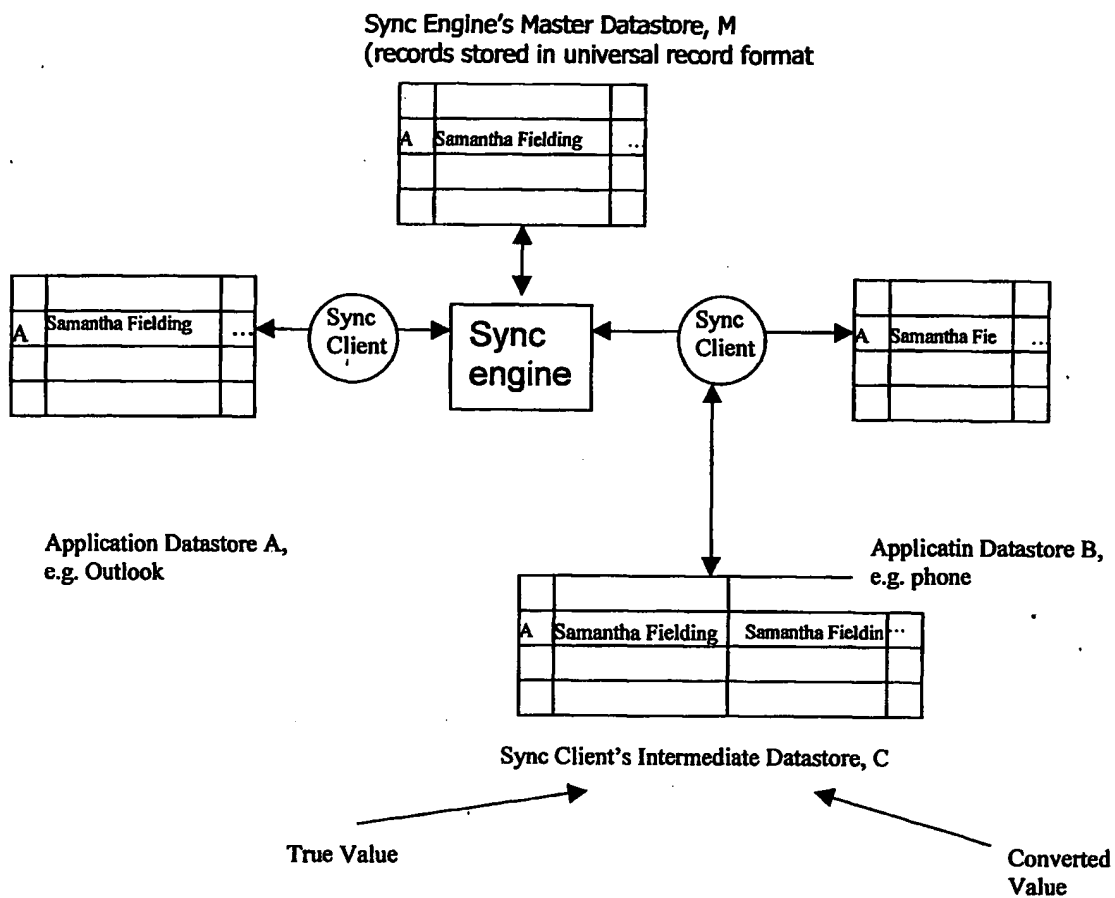 Sync Engine's Master Datastore, M
(records stored in universal record format
A Samantha Fielding ...
A Samantha Fielding ...
Sync
Client
Sync
engine
Sync
Client
A Samantha Fie ...
Application Datastore A,
e.g. Outlook
Applicatin Datastore B,
e.g. phone
A Samantha Fielding Samantha Fieldin ...
Sync Client's Intermediate Datastore, C
True Value
Converted
Value